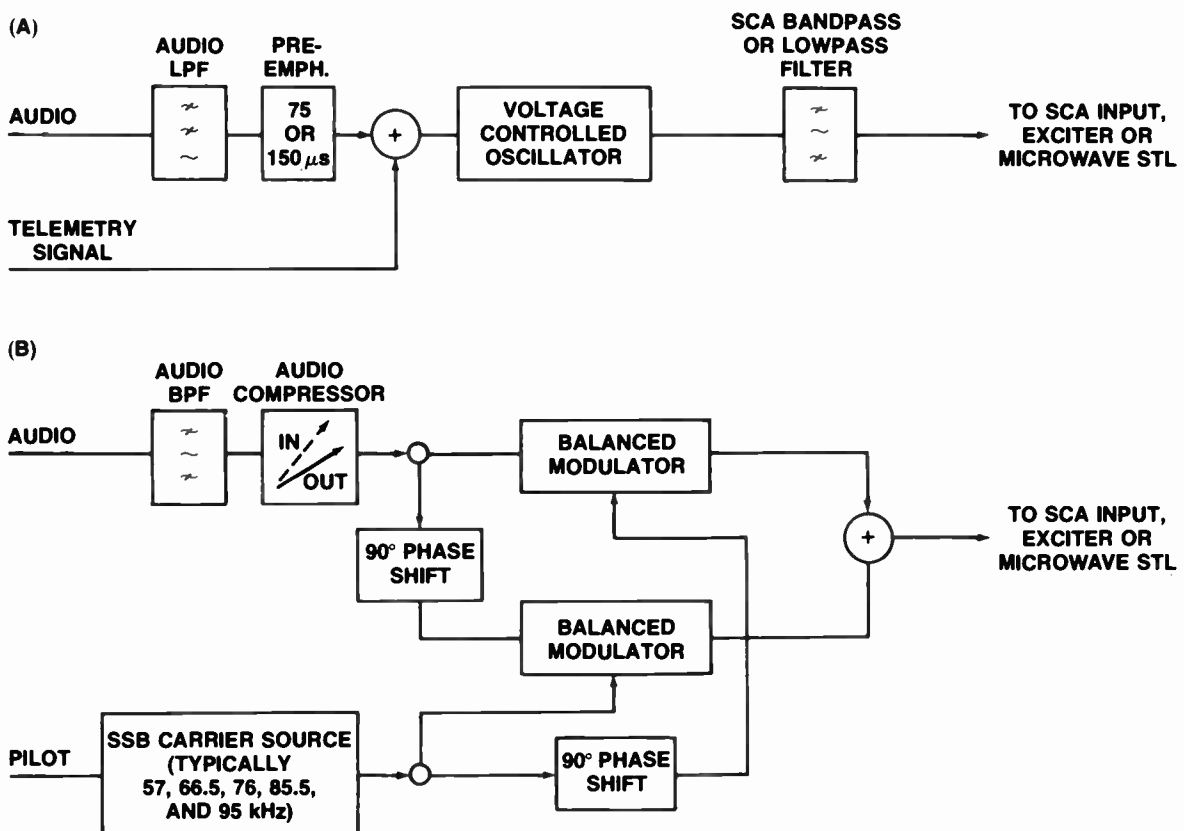 (A)
AUDIO
LPF
PRE-
EMPH.
SCA BANDPASS
OR LOWPASS
FILTER
AUDIO
75
OR
150 μs
+
VOLTAGE
CONTROLLED
OSCILLATOR
TO SCA INPUT,
EXCITER OR
MICROWAVE STL
TELEMETRY
SIGNAL
(B)
AUDIO
BPF
AUDIO
COMPRESSOR
AUDIO
IN
OUT
BALANCED
MODULATOR
90° PHASE
SHIFT
+
TO SCA INPUT,
EXCITER OR
MICROWAVE STL
BALANCED
MODULATOR
PILOT
SSB CARRIER SOURCE
(TYPICALLY
57, 66.5, 76, 85.5,
AND 95 kHz)
90° PHASE
SHIFT